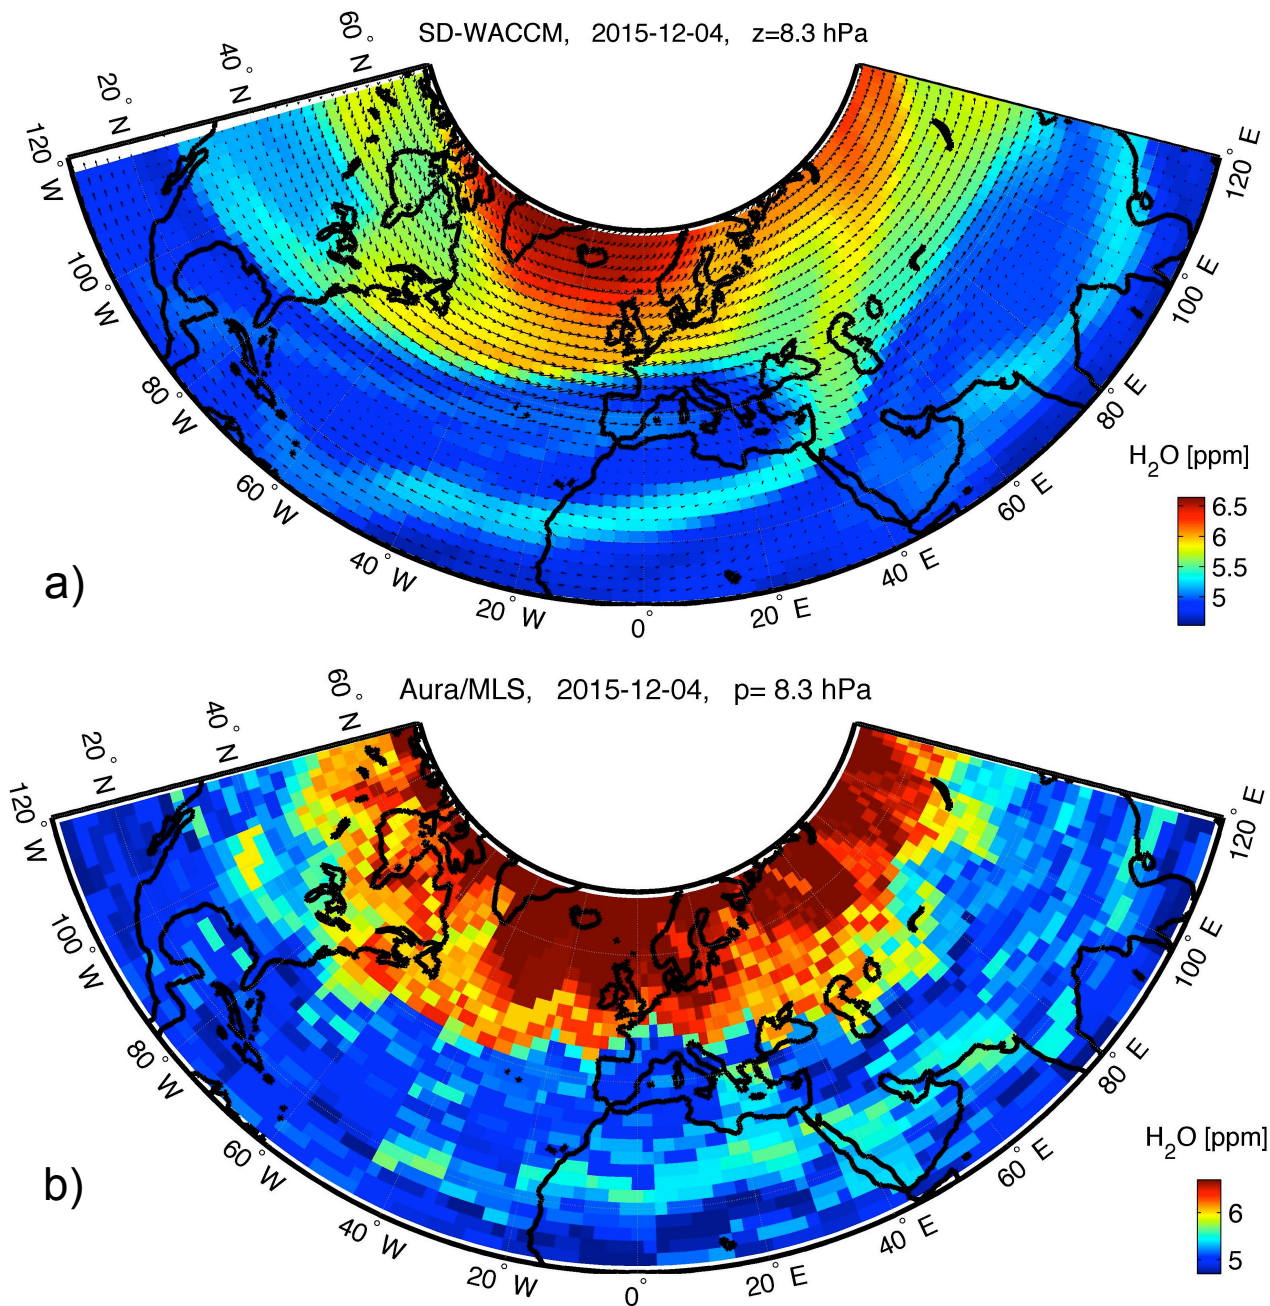 SD-WACCM, 2015-12-04, z=8.3 hPa
60° N
40° N
20° N
120° W
100° W
80° W
60° W
40° W
20° W
0°
20° E
40° E
60° E
80° E
100° E
120° E
H2O [ppm]
6.5
6
5.5
5
a)
Aura/MLS, 2015-12-04, p= 8.3 hPa
60° N
40° N
20° N
120° W
100° W
80° W
60° W
40° W
20° W
0°
20° E
40° E
60° E
80° E
100° E
120° E
H2O [ppm]
6
5
b)